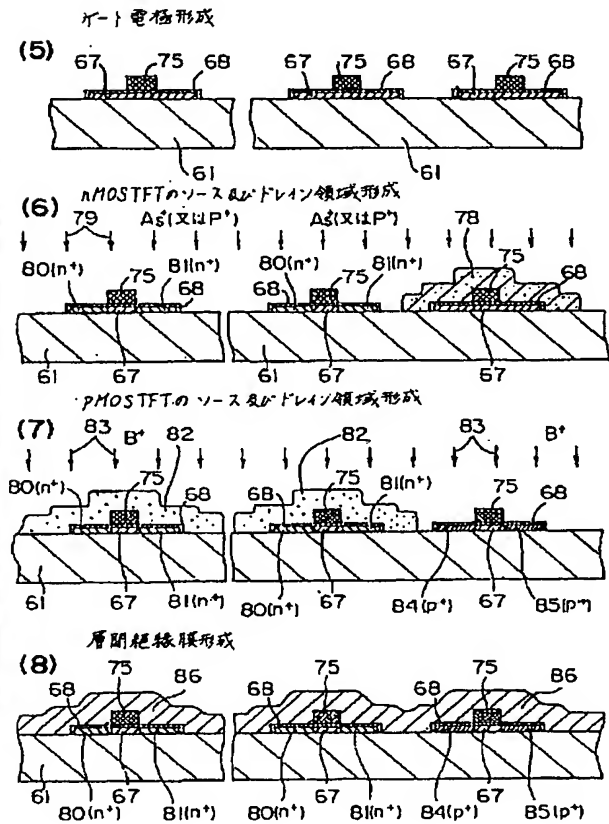 ゲート電極形成
(5) 67 75 68 67 75 68 67 75 68
61 61
nMOSTFTのソース及びドレイン領域形成
(6) 79 As⁺(又はP⁺) As⁺(又はP⁺) 78
80(n⁺) 75 81(n⁺) 68 80(n⁺) 68 75 81(n⁺) 75 68
61 67 61 67 67
pMOSTFTのソース及びドレイン領域形成
(7) 83 B⁺ 82 82 83 B⁺
80(n⁺) 75 68 68 75 81(n⁺) 75 68
61 67 81(n⁺) 80(n⁺) 67 84(p⁺) 67 85(p⁺)
層間絶縁膜形成
(8) 68 75 86 68 75 68 75 86
61 80(n⁺) 67 81(n⁺) 80(n⁺) 67 81(n⁺) 84(p⁺) 67 85(p⁺)